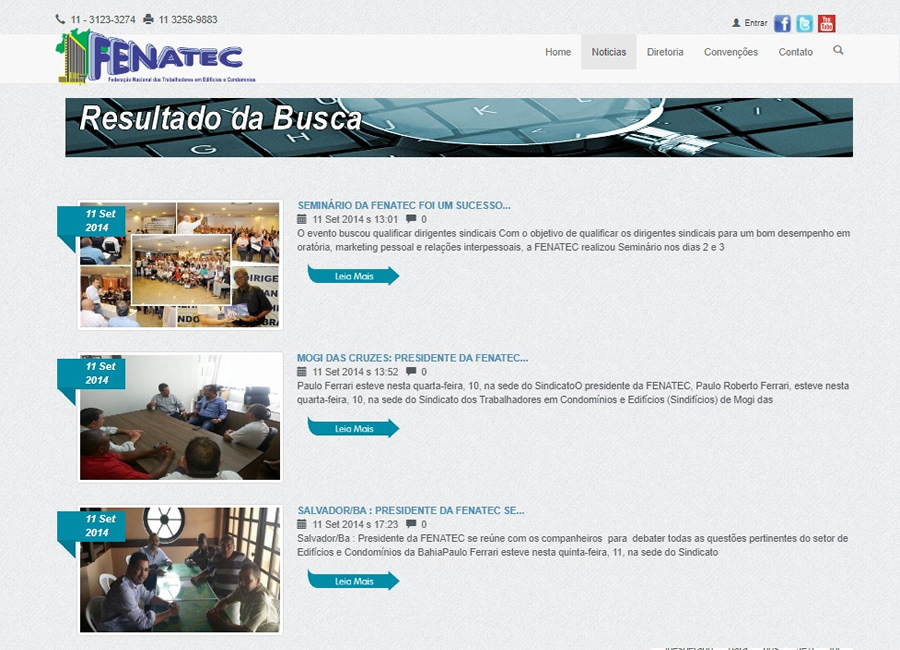 11 - 3123-3274 11 3258-9883
Entrar
You Tube
FENATEC
Federação Nacional dos Trabalhadores em Edifícios e Condomínios
Home Noticias Diretoria Convenções Contato
Resultado da Busca
11 Set
2014
SEMINÁRIO DA FENATEC FOI UM SUCESSO...
11 Set 2014 s 13:01 0
O evento buscou qualificar dirigentes sindicais Com o objetivo de qualificar os dirigentes sindicais para um bom desempenho em
oratória, marketing pessoal e relações interpessoais, a FENATEC realizou Seminário nos dias 2 e 3
Leia Mais
11 Set
2014
MOGI DAS CRUZES: PRESIDENTE DA FENATEC...
11 Set 2014 s 13:52 0
Paulo Ferrari esteve nesta quarta-feira, 10, na sede do SindicatoO presidente da FENATEC, Paulo Roberto Ferrari, esteve nesta
quarta-feira, 10, na sede do Sindicato dos Trabalhadores em Condomínios e Edifícios (Sindifícios) de Mogi das
Leia Mais
11 Set
2014
SALVADOR/BA : PRESIDENTE DA FENATEC SE...
11 Set 2014 s 17:23 0
Salvador/Ba : Presidente da FENATEC se reúne com os companheiros para debater todas as questões pertinentes do setor de
Edifícios e Condomínios da BahiaPaulo Ferrari esteve nesta quinta-feira, 11, na sede do Sindicato
Leia Mais